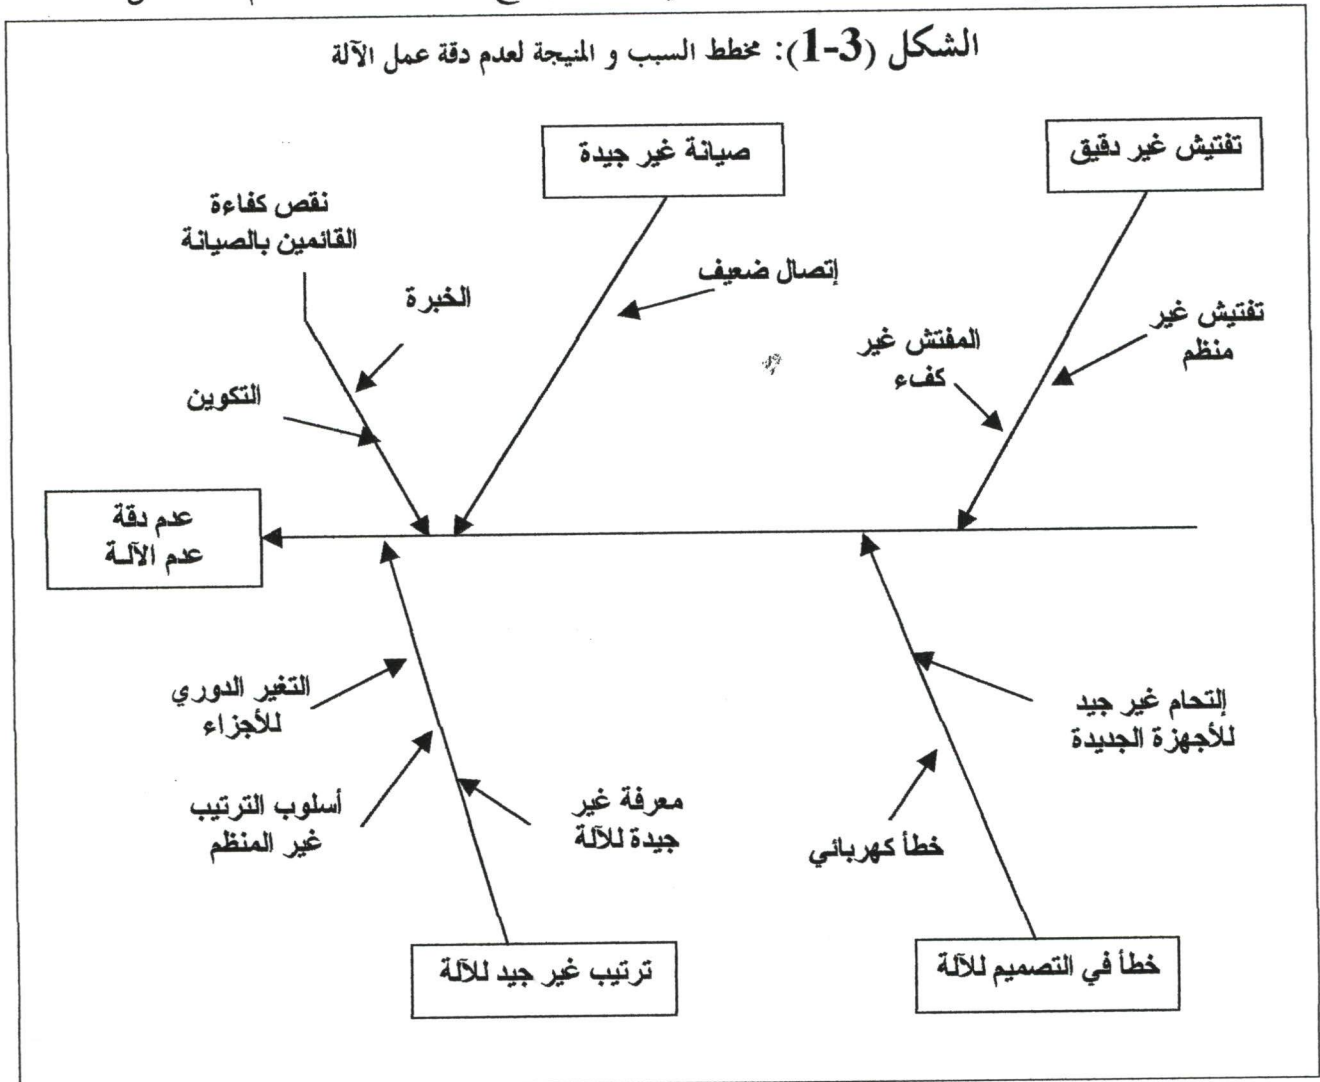 الشكل (3-1): مخطط السبب و المنيجة لعدم دقة عمل الآلة
تفتيش غير دقيق
صيانة غير جيدة
نقص كفاءة
القائمين بالصيانة
إتصال ضعيف
الخبرة
تفتيش غير
منظم
المفتش غير
كفء
التكوين
عدم دقة
عدم الآلـة
التغير الدوري
للأجزاء
إلتحام غير جيد
للأجهزة الجديدة
أسلوب الترتيب
غير المنظم
معرفة غير
جيدة للآلة
خطأ كهربائي
ترتيب غير جيد للآلة
خطأ في التصميم للآلة